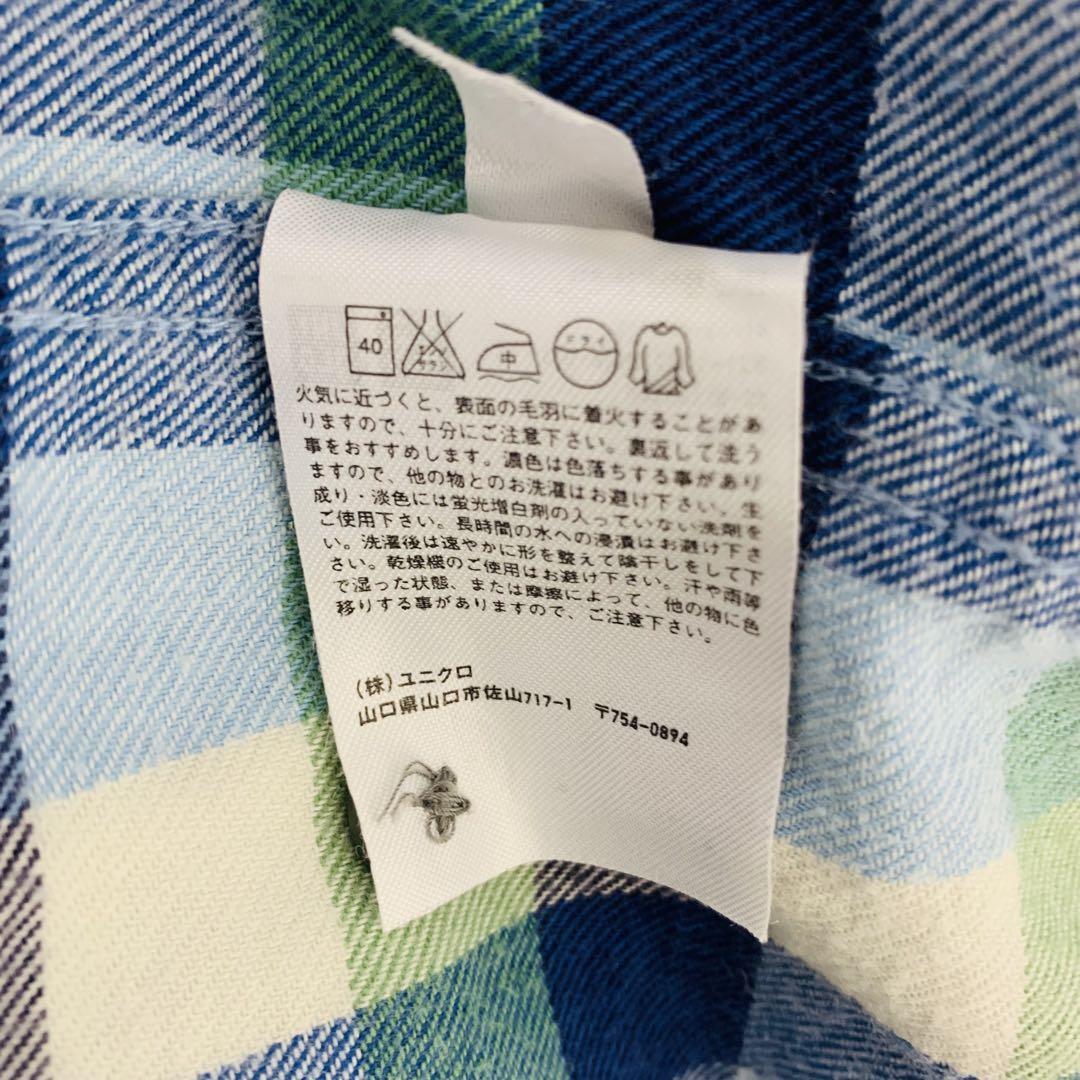 40
エンソ
サラシ
中
ドライ
火気に近づくと、表面の毛羽に着火することがあ
りますので、十分にご注意下さい。裏返して洗う
事をおすすめします。濃色は色落ちする事があり
ますので、他の物とのお洗濯はお避け下さい。生
成り・淡色には蛍光増白剤の入っていない洗剤を
ご使用下さい。長時間の水への浸漬はお避け下さ
い。洗濯後は速やかに形を整えて陰干しをして下
さい。乾燥機のご使用はお避け下さい。汗や雨等
で湿った状態、または摩擦によって、他の物に色
移りする事がありますので、ご注意下さい。
(株)ユニクロ
山口県山口市佐山717-1 〒754-0894